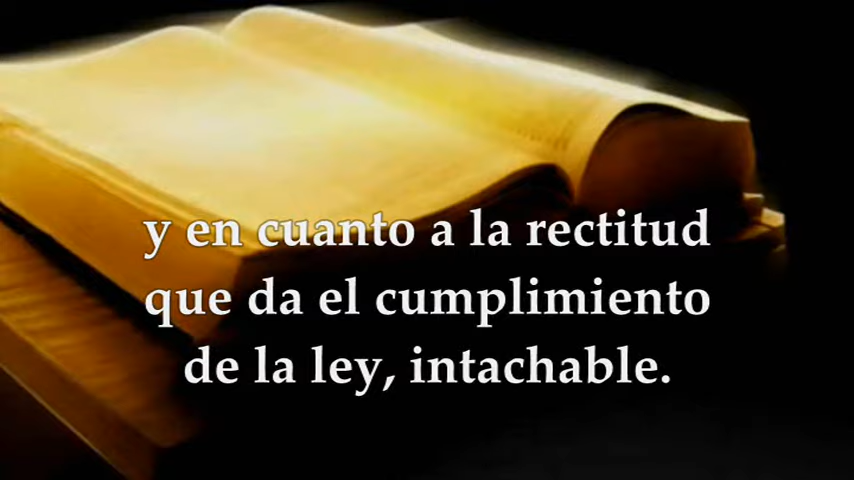 y en cuanto a la rectitud
que da el cumplimiento
de la ley, intachable.